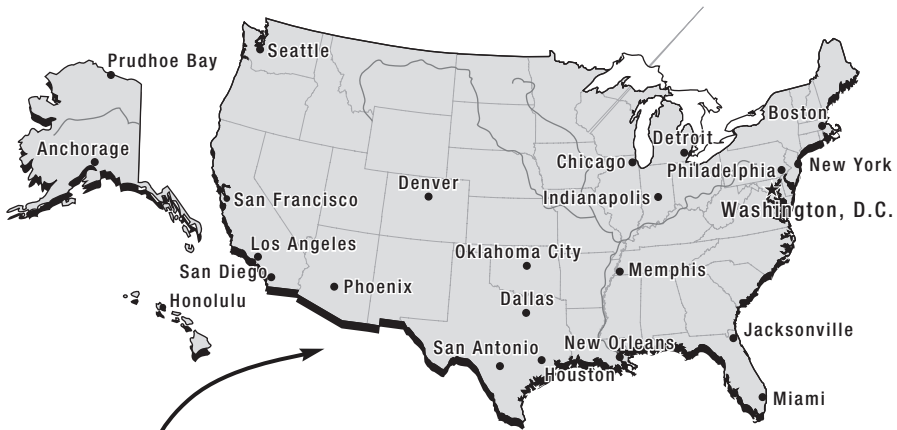 Seattle
Prudhoe Bay
Boston
Detroit
Anchorage
Chicago
New York
Philadelphia
Denver
Indianapolis
San Francisco
Washington, D.C.
Los Angeles
Oklahoma City
San Diego
Memphis
Phoenix
Honolulu
Dallas
Jacksonville
New Orleans
San Antonio
Houston
Miami